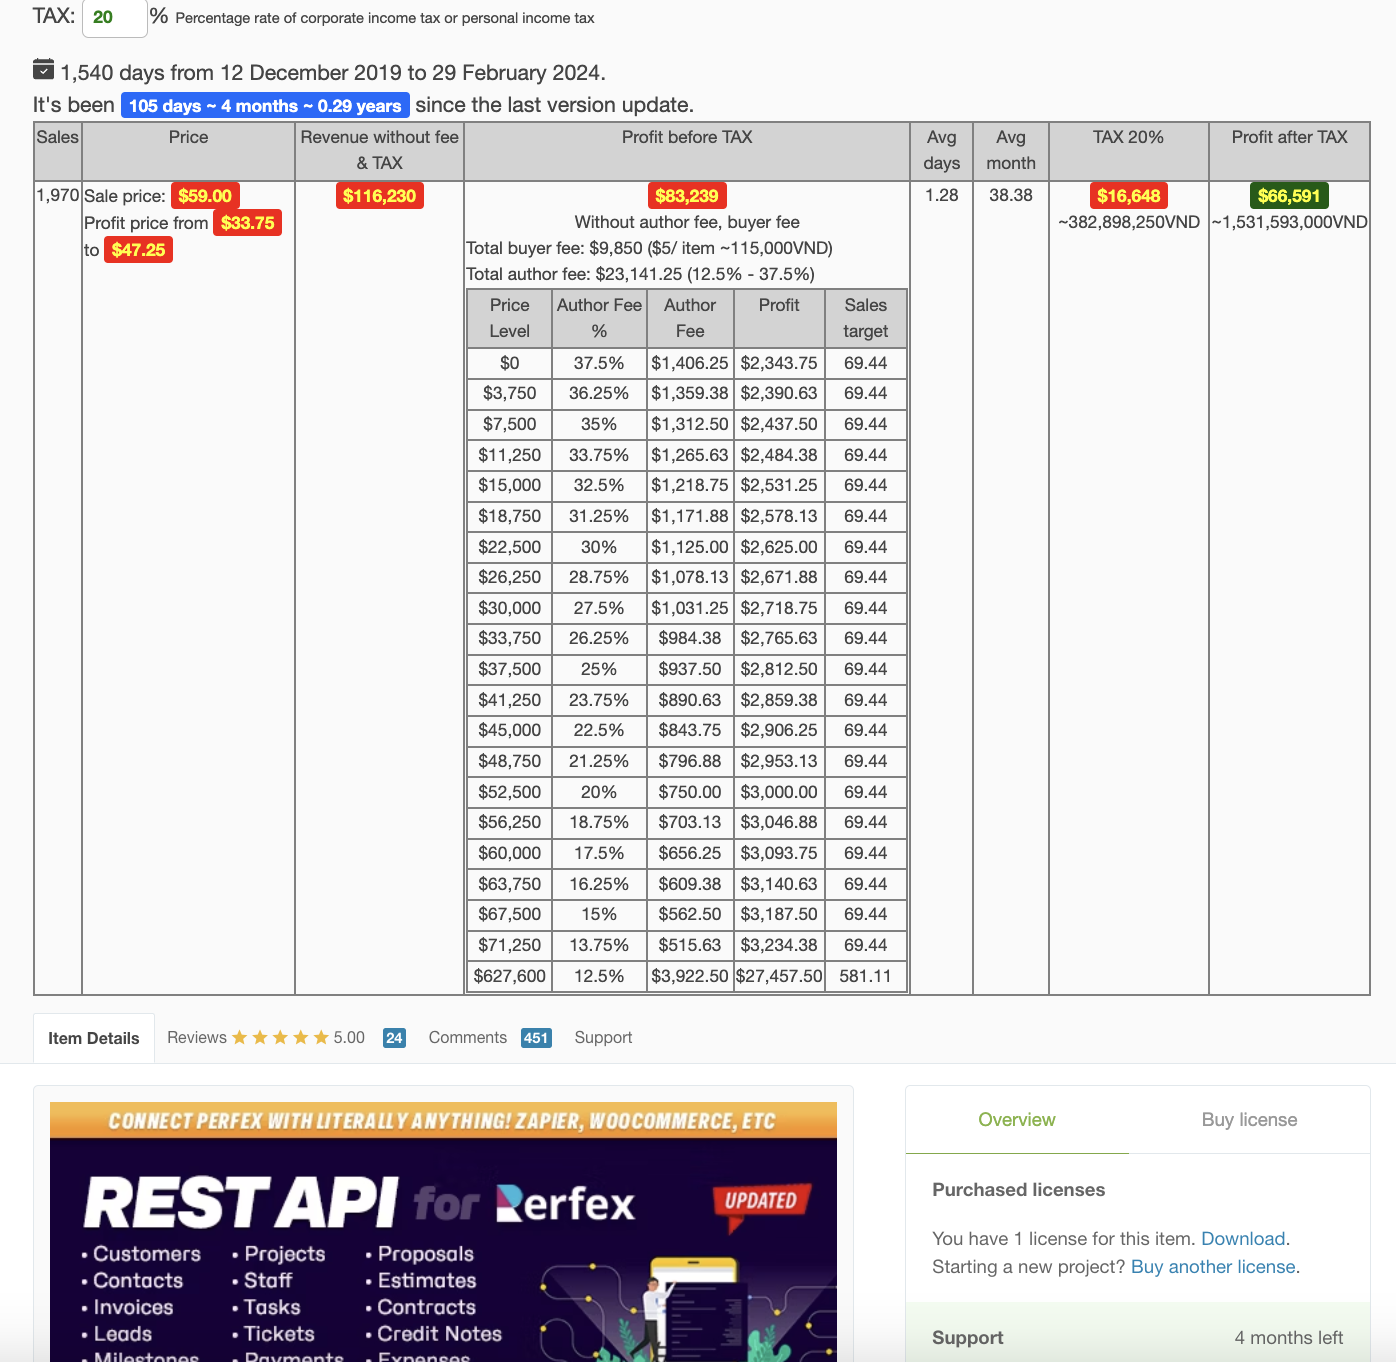 TAX: 20 % Percentage rate of corporate income tax or personal income tax
1,540 days from 12 December 2019 to 29 February 2024.
It's been 105 days ~ 4 months ~ 0.29 years since the last version update.
Sales Price Revenue without fee & TAX Profit before TAX Avg days Avg month TAX 20% Profit after TAX
1,970
Sale price: $59.00
Profit price from $33.75
to $47.25
$116,230
$83,239
Without author fee, buyer fee
Total buyer fee: $9,850 ($5/ item ~115,000VND)
Total author fee: $23,141.25 (12.5% - 37.5%)
Price Level Author Fee % Author Fee Profit Sales target
$0 37.5% $1,406.25 $2,343.75 69.44
$3,750 36.25% $1,359.38 $2,390.63 69.44
$7,500 35% $1,312.50 $2,437.50 69.44
$11,250 33.75% $1,265.63 $2,484.38 69.44
$15,000 32.5% $1,218.75 $2,531.25 69.44
$18,750 31.25% $1,171.88 $2,578.13 69.44
$22,500 30% $1,125.00 $2,625.00 69.44
$26,250 28.75% $1,078.13 $2,671.88 69.44
$30,000 27.5% $1,031.25 $2,718.75 69.44
$33,750 26.25% $984.38 $2,765.63 69.44
$37,500 25% $937.50 $2,812.50 69.44
$41,250 23.75% $890.63 $2,859.38 69.44
$45,000 22.5% $843.75 $2,906.25 69.44
$48,750 21.25% $796.88 $2,953.13 69.44
$52,500 20% $750.00 $3,000.00 69.44
$56,250 18.75% $703.13 $3,046.88 69.44
$60,000 17.5% $656.25 $3,093.75 69.44
$63,750 16.25% $609.38 $3,140.63 69.44
$67,500 15% $562.50 $3,187.50 69.44
$71,250 13.75% $515.63 $3,234.38 69.44
$627,600 12.5% $3,922.50 $27,457.50 581.11
1.28
38.38
$16,648
~382,898,250VND
$66,591
~1,531,593,000VND
Item Details Reviews 5.00 24 Comments 451 Support
CONNECT PERFEX WITH LITERALLY ANYTHING! ZAPIER, WOOCOMMERCE, ETC
REST API for Perfex UPDATED
• Customers • Projects • Proposals
• Contacts • Staff • Estimates
• Invoices • Tasks • Contracts
• Leads • Tickets • Credit Notes
• Milestones • Payments • Expenses
Overview Buy license
Purchased licenses
You have 1 license for this item. Download.
Starting a new project? Buy another license.
Support 4 months left